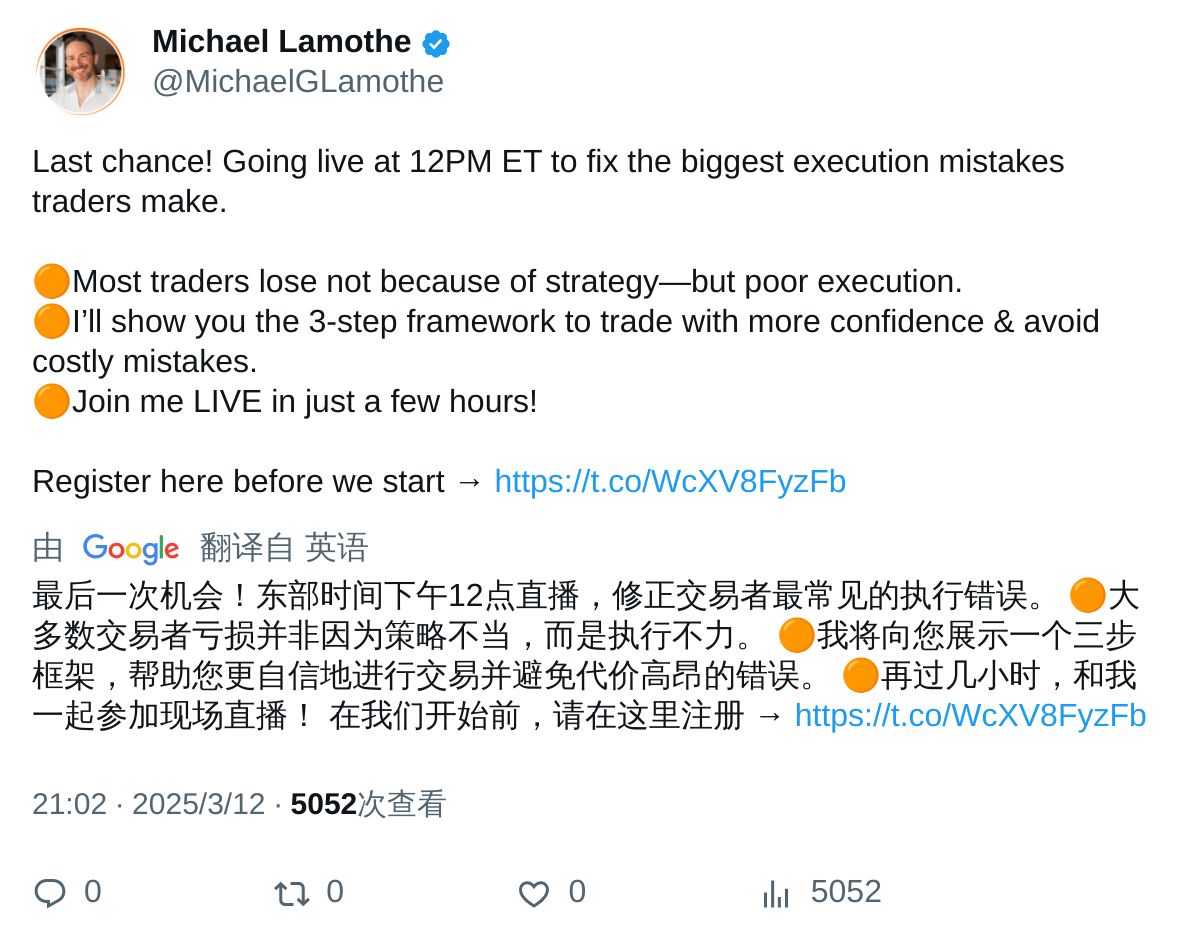 Michael Lamothe
@MichaelGLamothe
Last chance! Going live at 12PM ET to fix the biggest execution mistakes
traders make.
🟠Most traders lose not because of strategy—but poor execution.
🟠I’ll show you the 3-step framework to trade with more confidence & avoid
costly mistakes.
🟠Join me LIVE in just a few hours!
Register here before we start → https://t.co/WcXV8FyzFb
由 Google 翻译自 英语
最后一次机会！东部时间下午12点直播，修正交易者最常见的执行错误。 🟠大
多数交易者亏损并非因为策略不当，而是执行不力。 🟠我将向您展示一个三步
框架，帮助您更自信地进行交易并避免代价高昂的错误。 🟠再过几小时，和我
一起参加现场直播！ 在我们开始前，请在这里注册 → https://t.co/WcXV8FyzFb
21:02 · 2025/3/12 · 5052次查看
0 0 0 5052